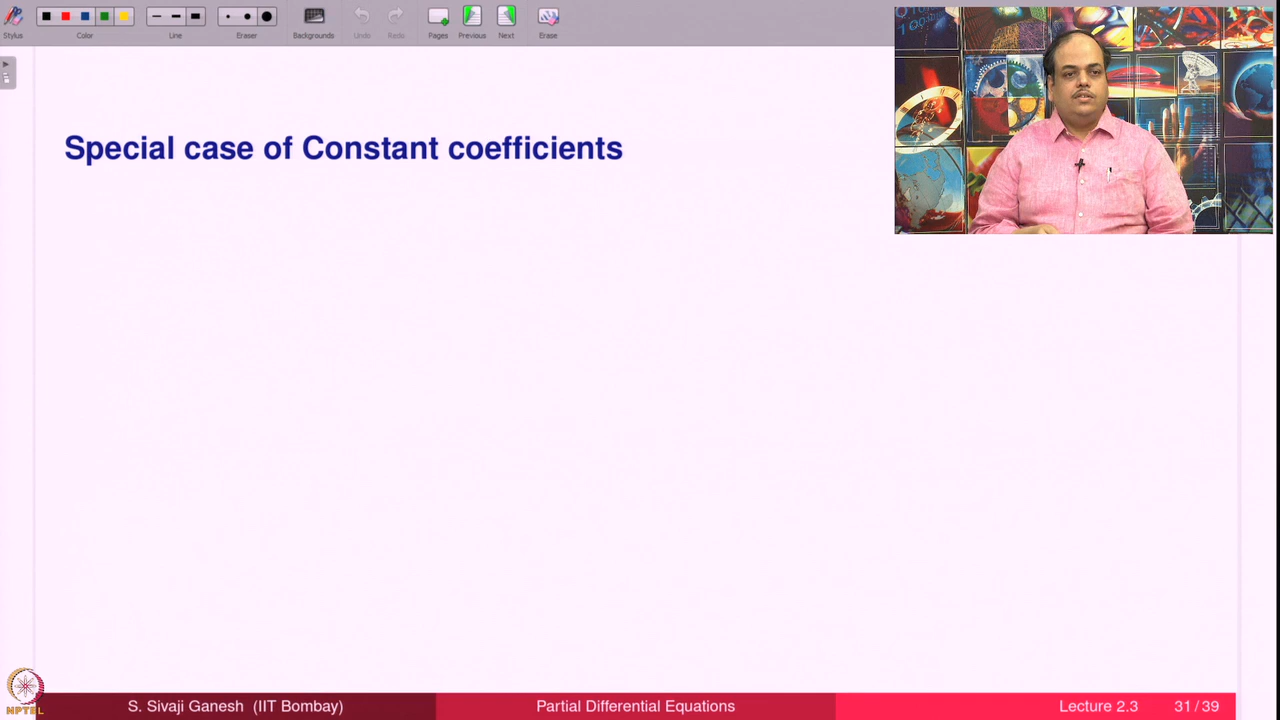 Stylus
Color
Line
Eraser
Backgrounds
Undo
Redo
Pages
Previous
Next
Erase
Special case of Constant coefficients
NPTEL
S. Sivaji Ganesh (IIT Bombay)
Partial Differential Equations
Lecture 2.3
31 / 39